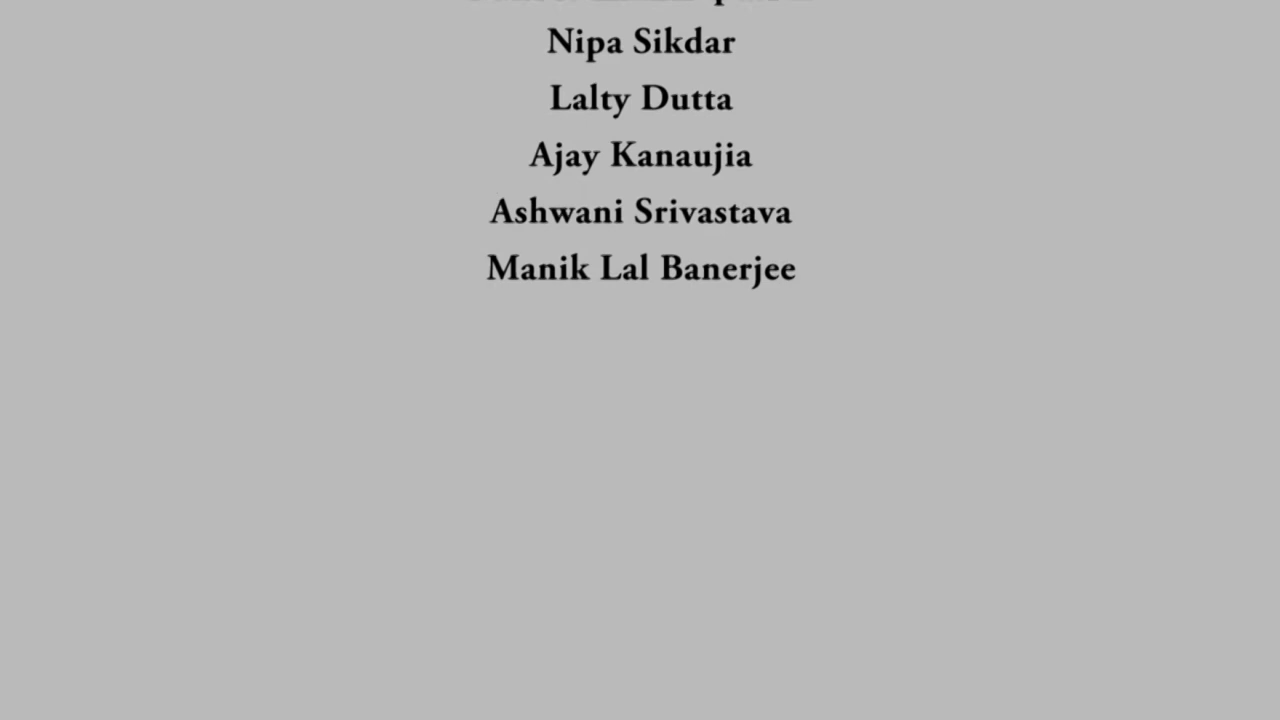 Nipa Sikdar
Lalty Dutta
Ajay Kanaujia
Ashwani Srivastava
Manik Lal Banerjee